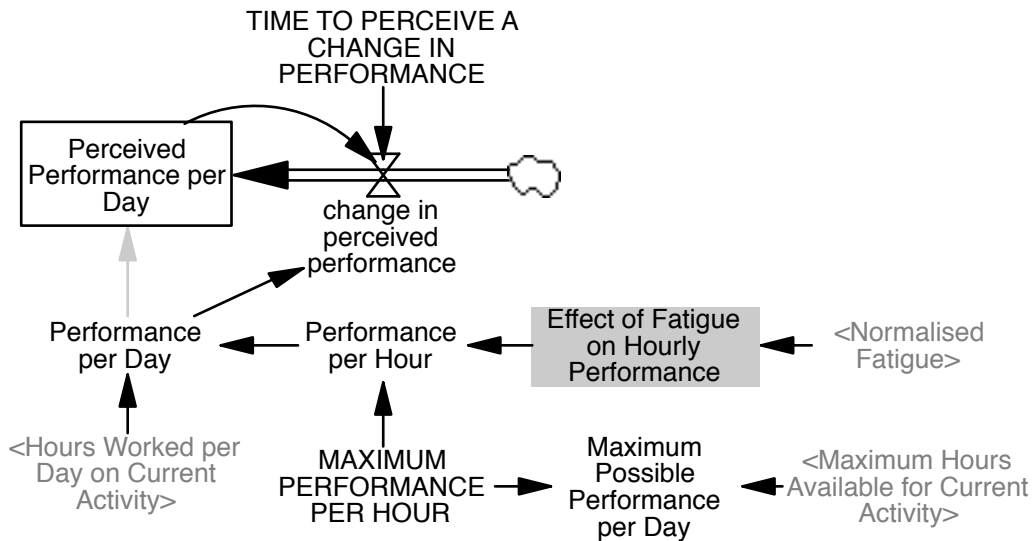 TIME TO PERCEIVE A
CHANGE IN
PERFORMANCE
Perceived
Performance per
Day
change in
perceived
performance
Performance
per Day
Performance
per Hour
Effect of Fatigue
on Hourly
Performance
<Normalised
Fatigue>
<Hours Worked per
Day on Current
Activity>
MAXIMUM
PERFORMANCE
PER HOUR
Maximum
Possible
Performance
per Day
<Maximum Hours
Available for Current
Activity>